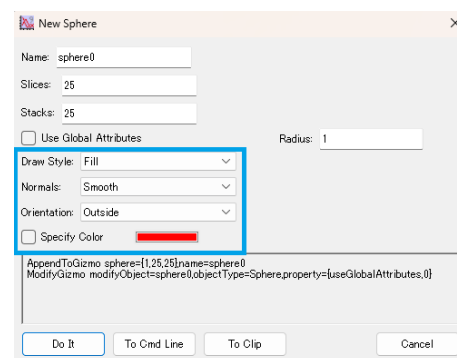 New Sphere
Name: sphere0
Slices: 25
Stacks: 25
Use Global Attributes Radius: 1
Draw Style: Fill
Normals: Smooth
Orientation: Outside
Specify Color
AppendToGizmo sphere={1,25,25},name=sphere0
ModifyGizmo modifyObject=sphere0,objectType=Sphere,property={useGlobalAttributes,0}
Do It To Cmd Line To Clip Cancel